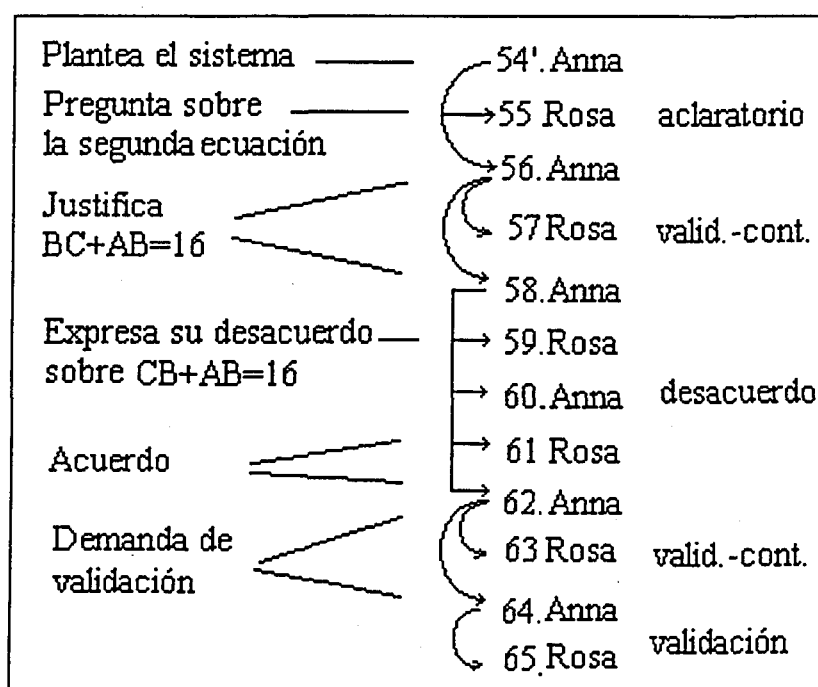 Plantea el sistema
54'. Anna
Pregunta sobre
la segunda ecuación
55 Rosa aclaratorio
56. Anna
Justifica
BC+AB=16
57 Rosa valid.-cont.
58. Anna
Expresa su desacuerdo
sobre CB+AB=16
59. Rosa
60. Anna desacuerdo
Acuerdo
61 Rosa
62. Anna
Demanda de
validación
63 Rosa valid.-cont.
64. Anna
65. Rosa validación